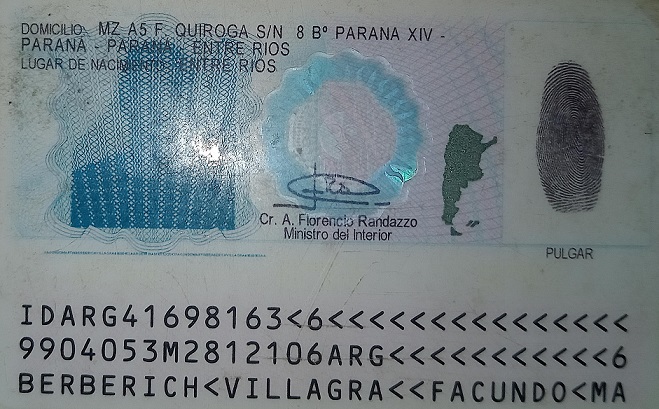 DOMICILIO: MZ A5 F. QUIROGA S/N 8 Bº PARANA XIV -
PARANA - PARANA - ENTRE RIOS
LUGAR DE NACIMIENTO: ENTRE RIOS
Cr. A. Florencio Randazzo
Ministro del Interior
PULGAR
IDARG41698163<6<<<<<<<<<<<<<<<
9904053M2812106ARG<<<<<<<<<<<6
BERBERICH<VILLAGRA<<FACUNDO<MA